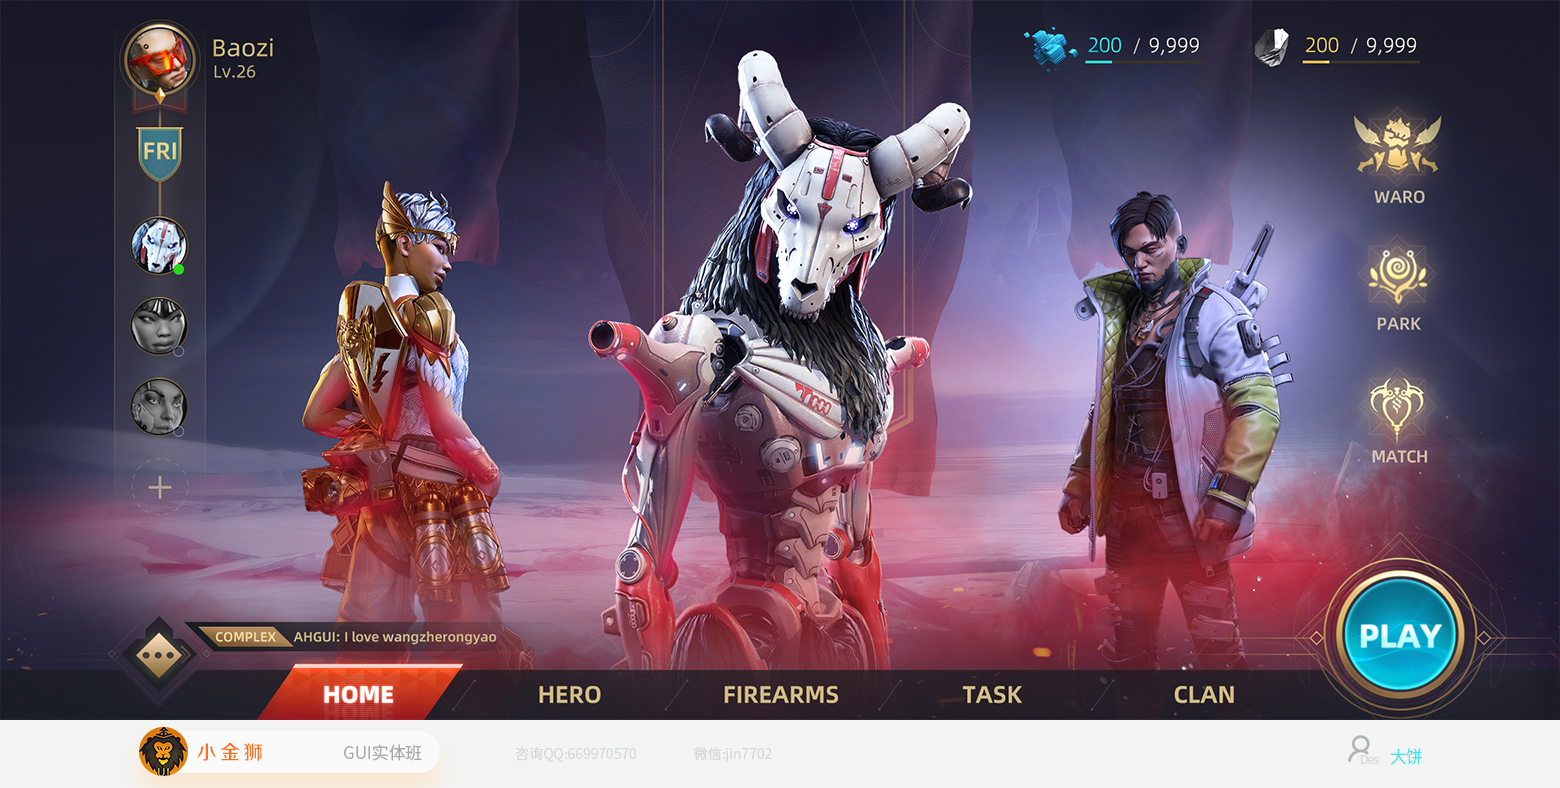 Baozi
Lv.26
200 / 9,999
200 / 9,999
FRI
WARO
PARK
MATCH
COMPLEX AHGUI: I love wangzherongyao
PLAY
HOME
HERO
FIREARMS
TASK
CLAN
小金狮
GUI实体班
咨询QQ:669970570
微信:jin7702
Des
大饼